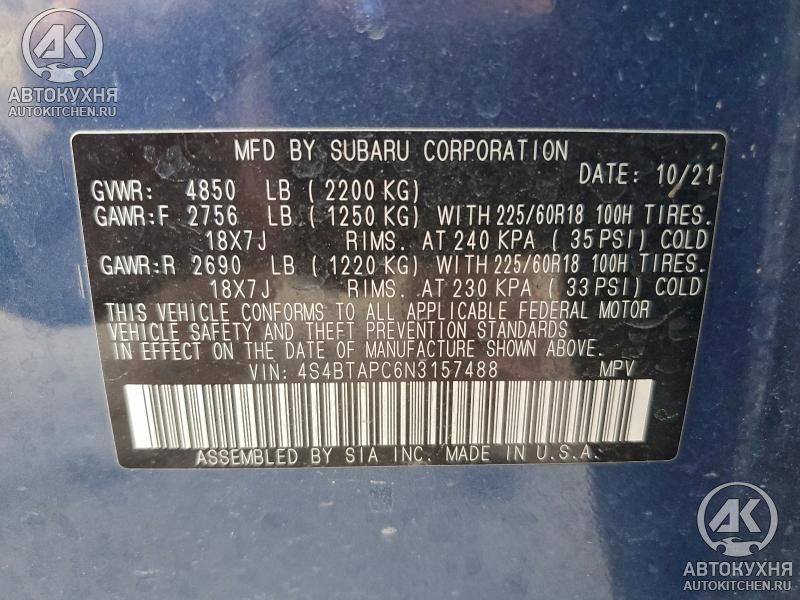 AK
АВТОКУХНЯ
AUTOKITCHEN.RU
MFD BY SUBARU CORPORATION
DATE: 10/21
GVWR: 4850 LB ( 2200 KG)
GAWR:F 2756 LB ( 1250 KG) WITH 225/60R18 100H TIRES.
18X7J RIMS. AT 240 KPA ( 35 PSI) COLD
GAWR:R 2690 LB ( 1220 KG) WITH 225/60R18 100H TIRES.
18X7J RIMS. AT 230 KPA ( 33 PSI) COLD
THIS VEHICLE CONFORMS TO ALL APPLICABLE FEDERAL MOTOR
VEHICLE SAFETY AND THEFT PREVENTION STANDARDS
IN EFFECT ON THE DATE OF MANUFACTURE SHOWN ABOVE.
VIN: 4S4BTAPC6N3157488 MPV
ASSEMBLED BY SIA INC. MADE IN U.S.A.
AK
АВТОКУХНЯ
AUTOKITCHEN.RU